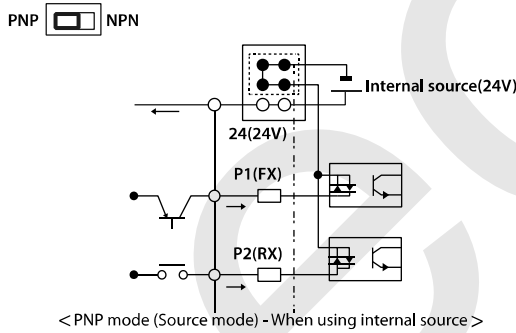 PNP NPN
Internal source(24V)
24(24V)
P1(FX)
P2(RX)
< PNP mode (Source mode) - When using internal source >